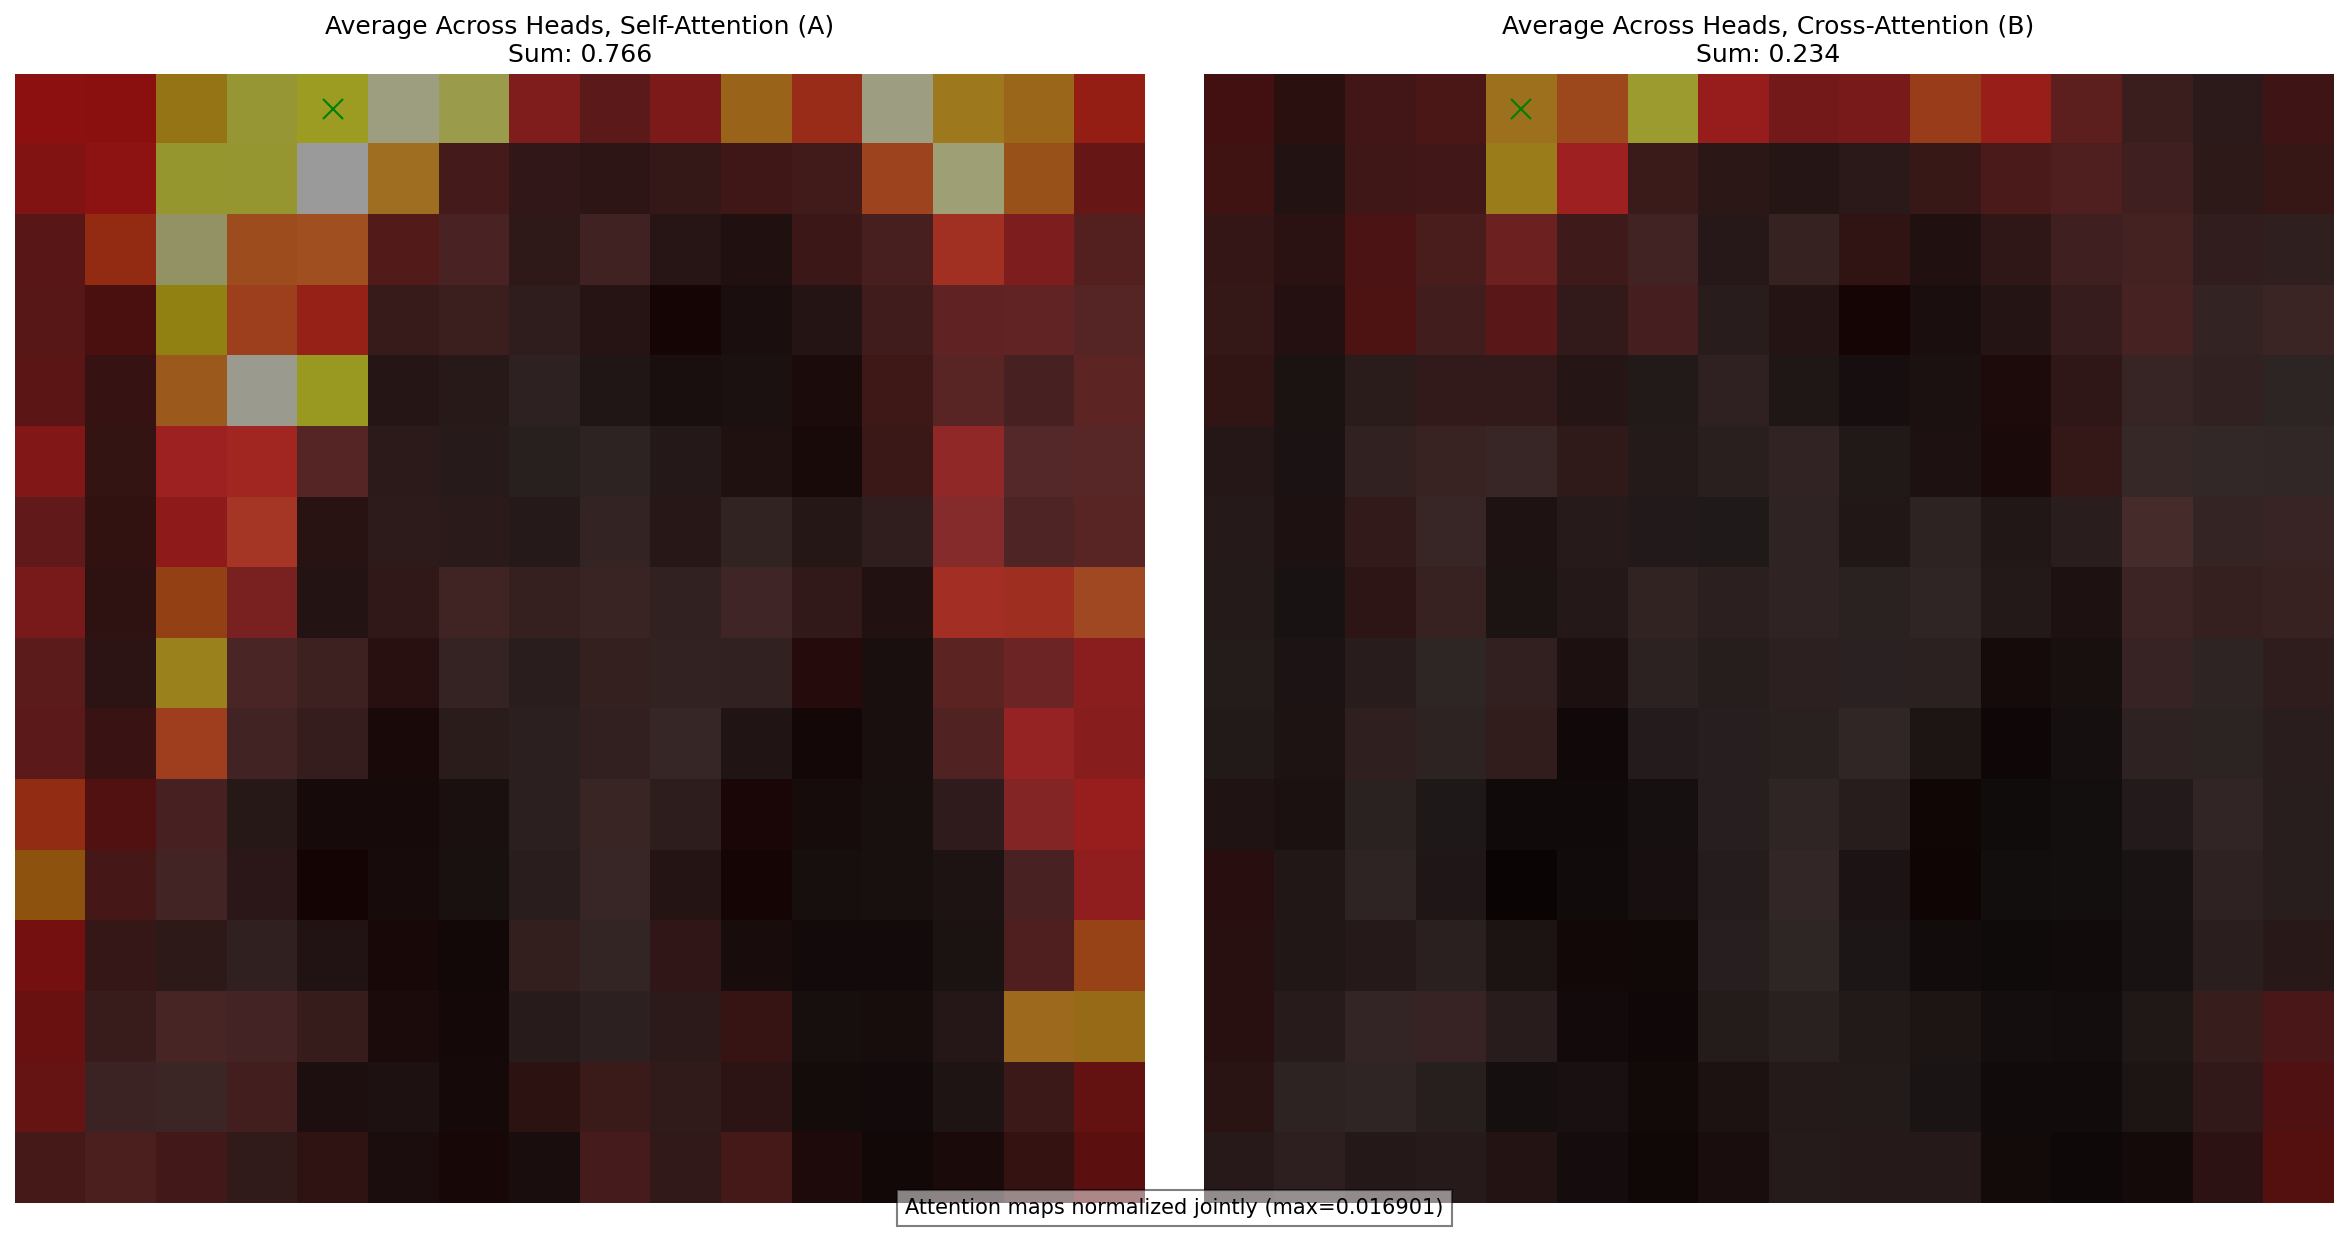 Average Across Heads, Self-Attention (A)
Sum: 0.766
Average Across Heads, Cross-Attention (B)
Sum: 0.234
Attention maps normalized jointly (max=0.016901)